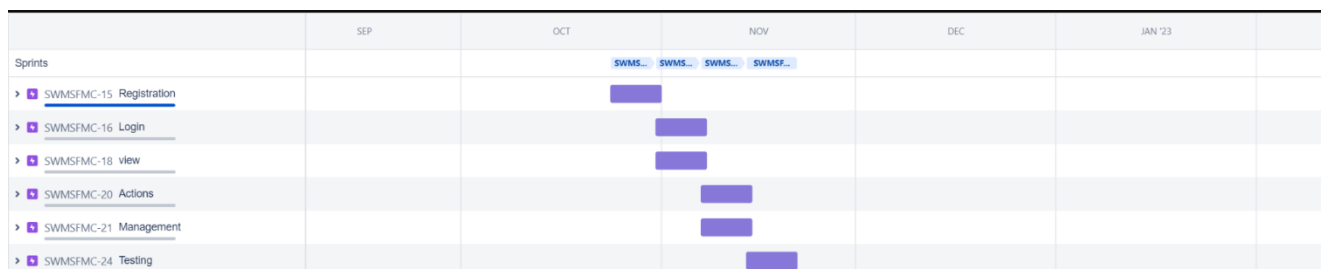 SEP OCT NOV DEC JAN '23
Sprints SWMS... SWMS... SWMS... SWMSF...
SWMSFMC-15 Registration
SWMSFMC-16 Login
SWMSFMC-18 view
SWMSFMC-20 Actions
SWMSFMC-21 Management
SWMSFMC-24 Testing